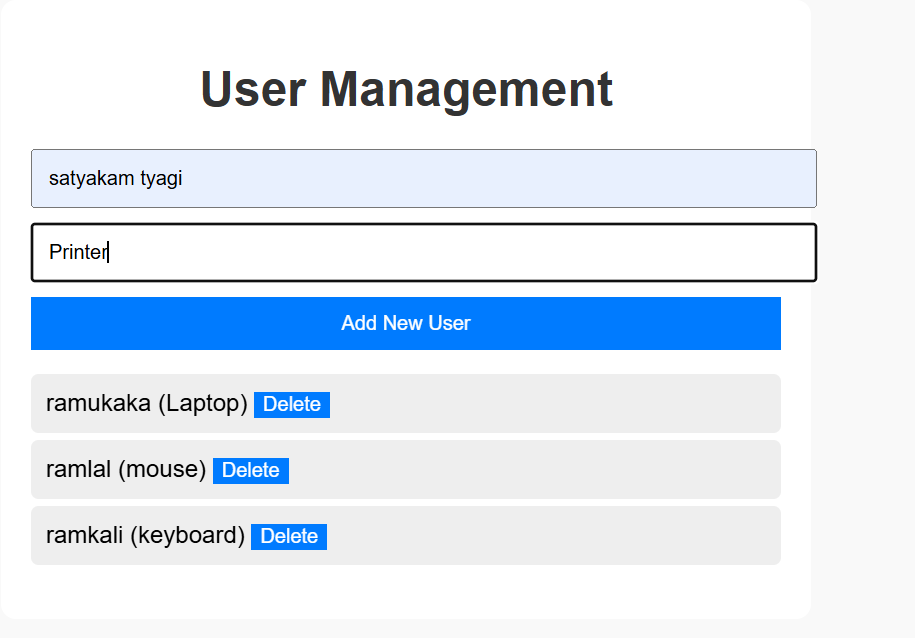 User Management
satyakam tyagi
Printer
Add New User
ramukaka (Laptop) Delete
ramlal (mouse) Delete
ramkali (keyboard) Delete